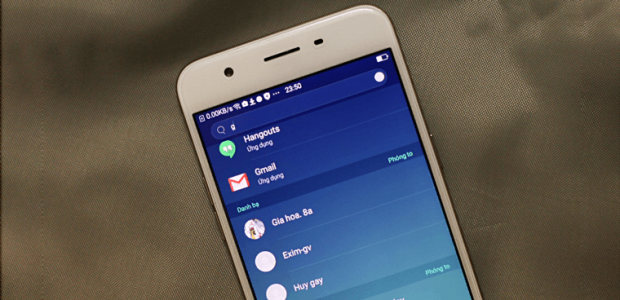 0.00KB/s ... 23:50
g
Hangouts
Ứng dụng
Gmail
Ứng dụng
Phóng to
Danh bạ
Gia hoa. 8a
Exim-gv
Huy gay
Phóng to